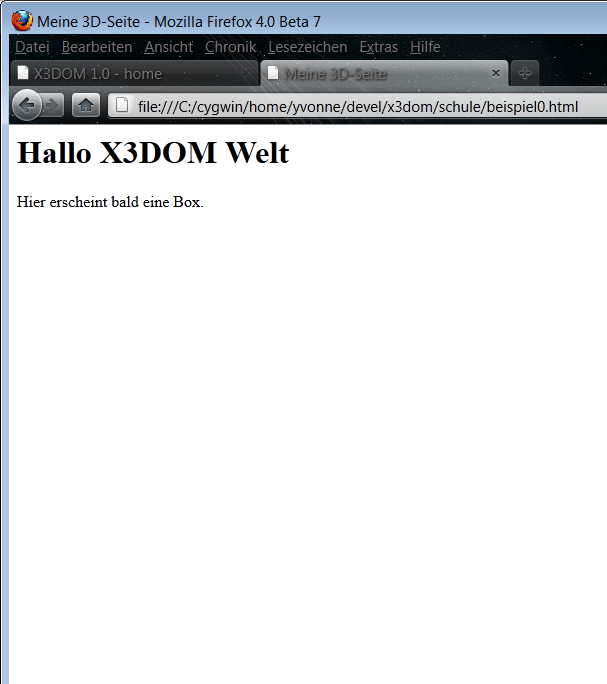 Meine 3D-Seite - Mozilla Firefox 4.0 Beta 7
Datei Bearbeiten Ansicht Chronik Lesezeichen Extras Hilfe
X3DOM 1.0 - home Meine 3D-Seite
file:///C:/cygwin/home/yvonne/devel/x3dom/schule/beispiel0.html
Hallo X3DOM Welt
Hier erscheint bald eine Box.